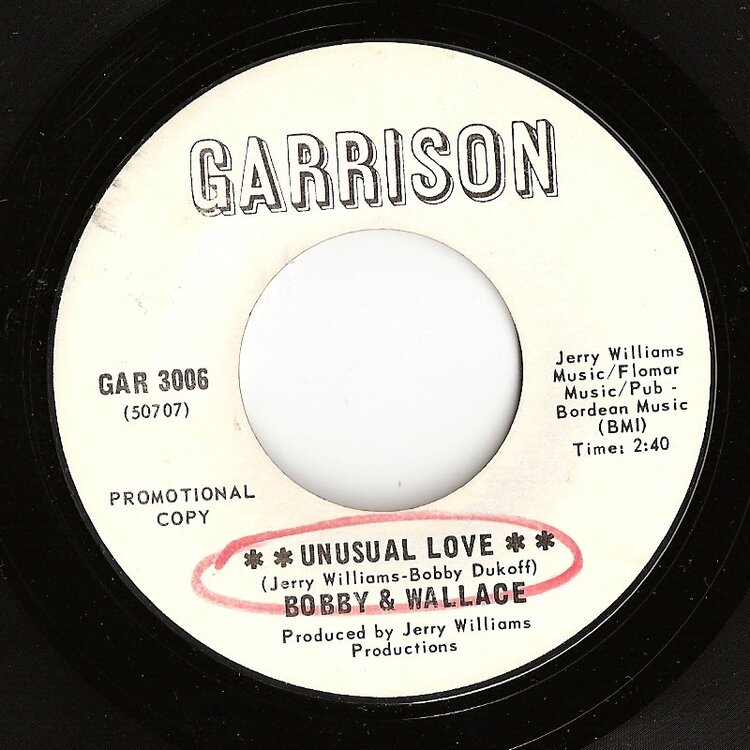 GARRISON
GAR 3006
(50707)
Jerry Williams
Music/Flomar
Music/Pub -
Bordean Music
(BMI)
Time: 2:40
PROMOTIONAL
COPY
** UNUSUAL LOVE **
(Jerry Williams-Bobby Dukoff)
BOBBY & WALLACE
Produced by Jerry Williams
Productions